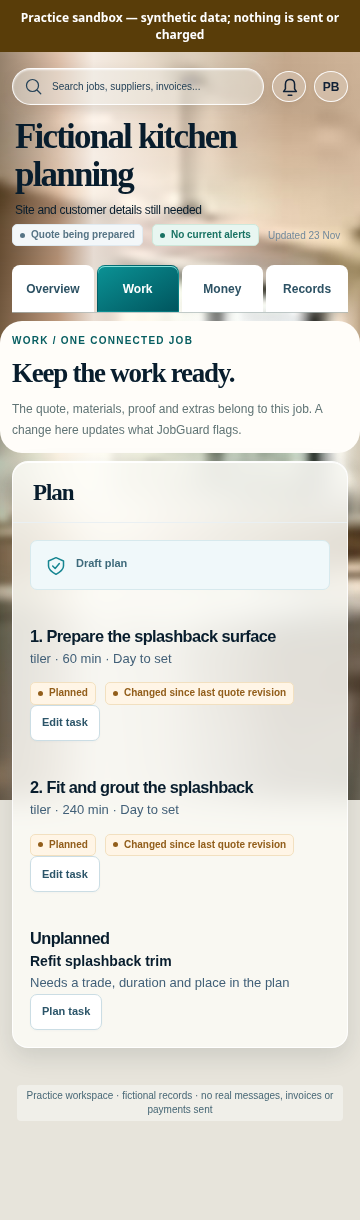 Practice sandbox — synthetic data; nothing is sent or
charged
Search jobs, suppliers, invoices...
PB
Fictional kitchen
planning
Site and customer details still needed
Quote being prepared
No current alerts
Updated 23 Nov
Overview
Work
Money
Records
WORK / ONE CONNECTED JOB
Keep the work ready.
The quote, materials, proof and extras belong to this job. A
change here updates what JobGuard flags.
Plan
Draft plan
1. Prepare the splashback surface
tiler · 60 min · Day to set
Planned
Changed since last quote revision
Edit task
2. Fit and grout the splashback
tiler · 240 min · Day to set
Planned
Changed since last quote revision
Edit task
Unplanned
Refit splashback trim
Needs a trade, duration and place in the plan
Plan task
Practice workspace · fictional records · no real messages, invoices or
payments sent